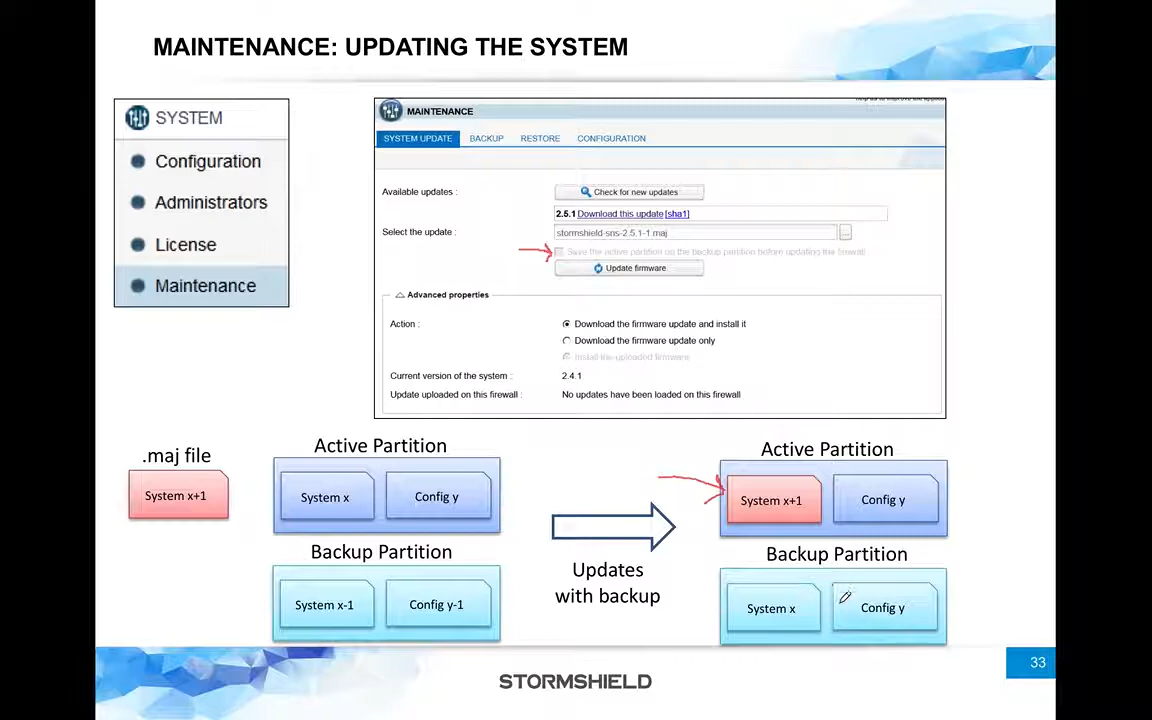 MAINTENANCE: UPDATING THE SYSTEM
SYSTEM
Configuration
Administrators
License
Maintenance
MAINTENANCE
SYSTEM UPDATE BACKUP RESTORE CONFIGURATION
Available updates :
Check for new updates
2.5.1 Download this update [sha1]
Select the update :
stormshield-sns-2.5.1-1.maj
...
Save the active partition on the backup partition before updating the firewall
Update firmware
Advanced properties
Action :
Download the firmware update and install it
Download the firmware update only
Install the uploaded firmware
Current version of the system :
2.4.1
Update uploaded on this firewall :
No updates have been loaded on this firewall
.maj file
System x+1
Active Partition
System x
Config y
Backup Partition
System x-1
Config y-1
Updates
with backup
Active Partition
System x+1
Config y
Backup Partition
System x
Config y
33
STORMSHIELD